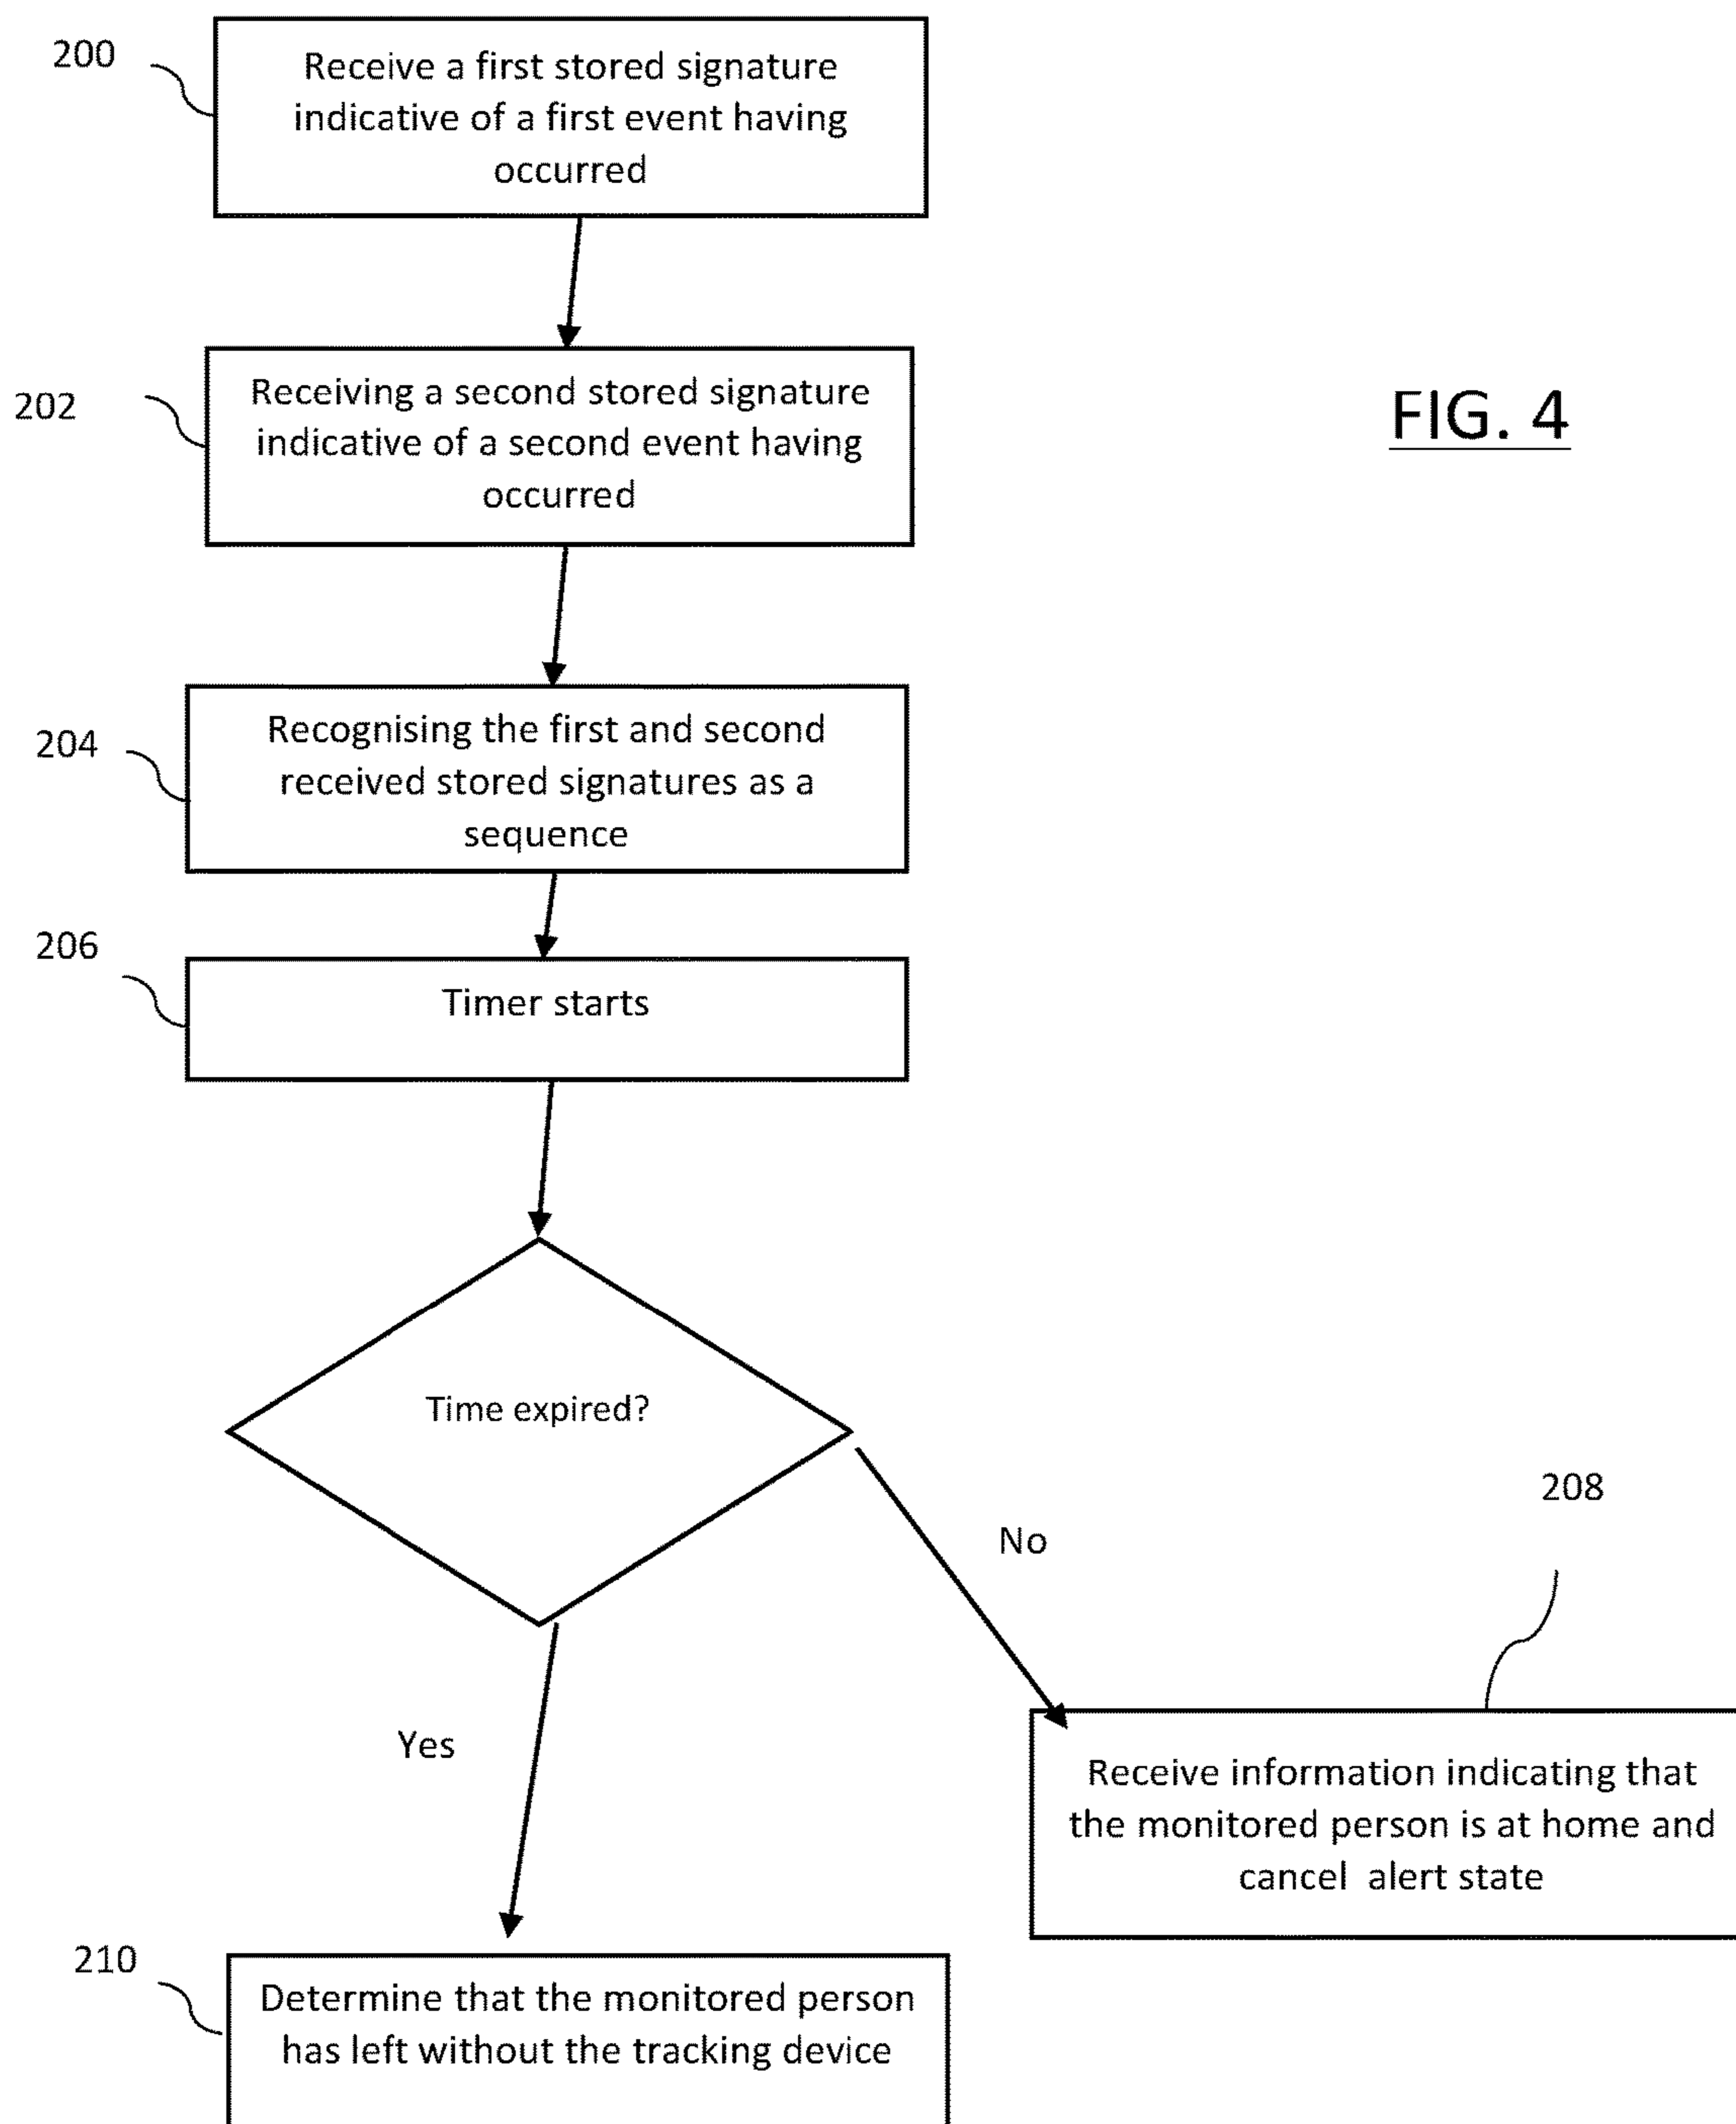 200
Receive a first stored signature
indicative of a first event having
occurred
202
Receiving a second stored signature
indicative of a second event having
occurred
FIG. 4
204
Recognising the first and second
received stored signatures as a
sequence
206
Timer starts
Time expired?
No
208
Yes
Receive information indicating that
the monitored person is at home and
cancel alert state
210
Determine that the monitored person
has left without the tracking device